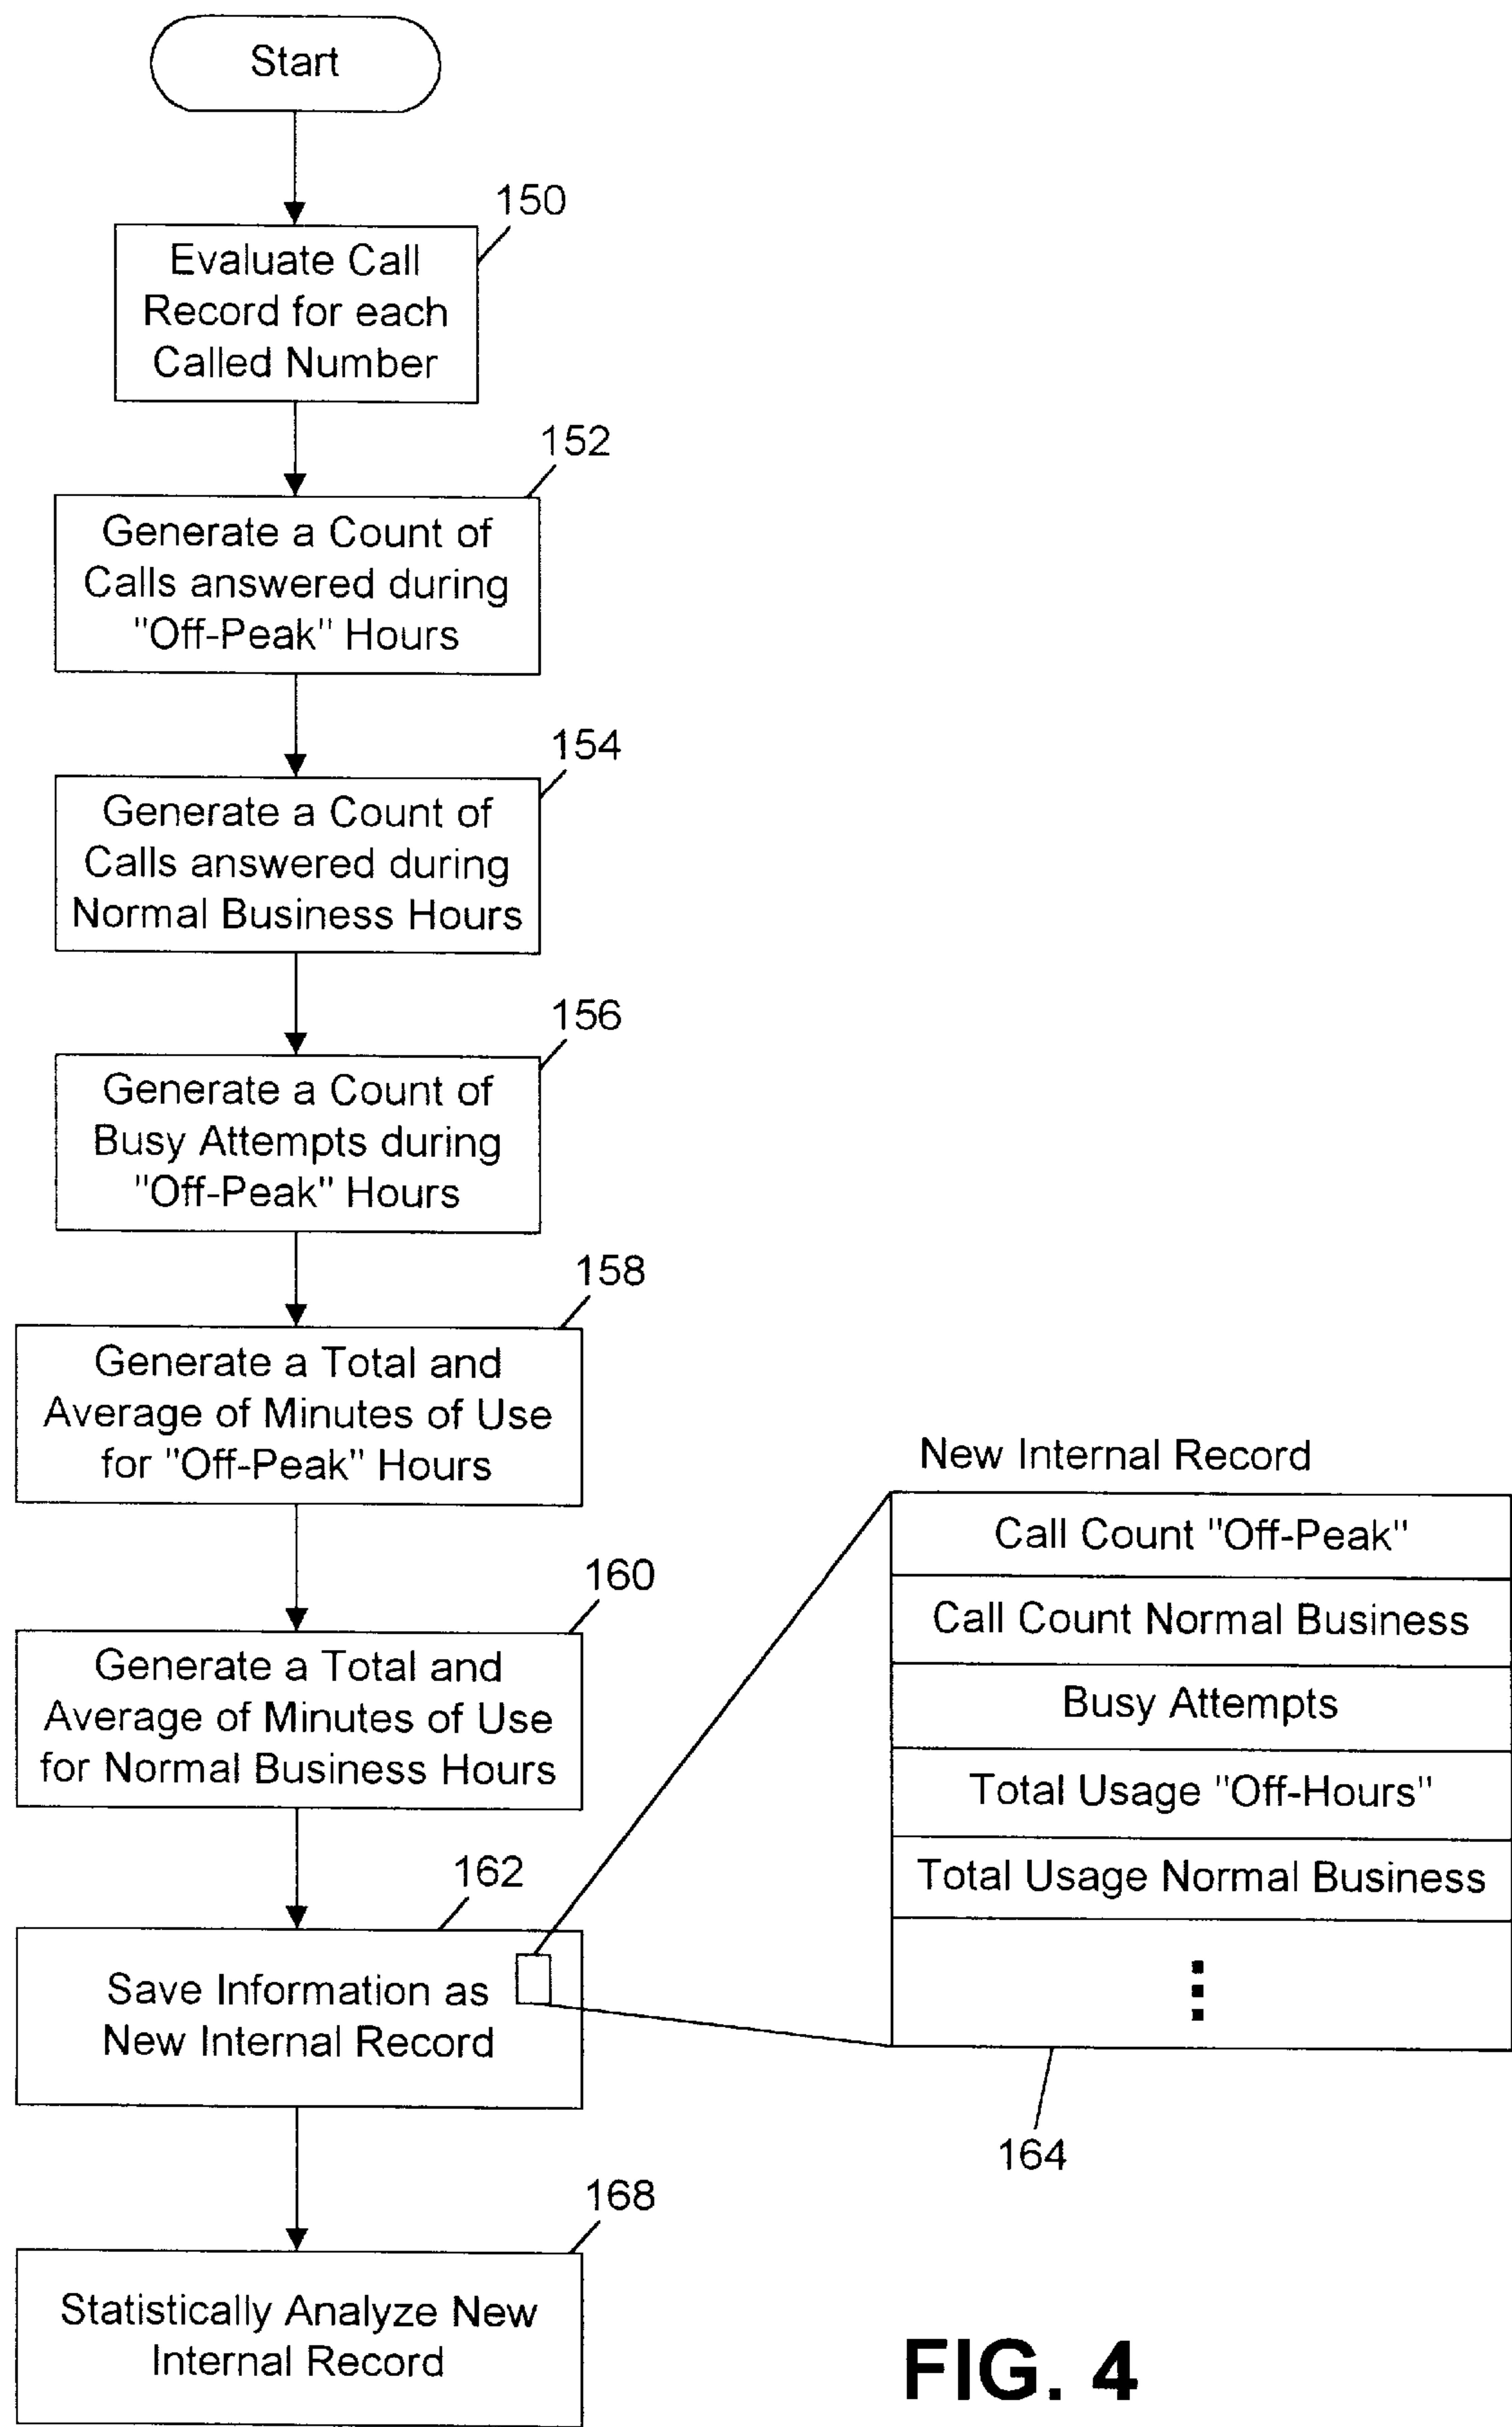 Start
150
Evaluate Call
Record for each
Called Number
152
Generate a Count of
Calls answered during
"Off-Peak" Hours
154
Generate a Count of
Calls answered during
Normal Business Hours
156
Generate a Count of
Busy Attempts during
"Off-Peak" Hours
158
Generate a Total and
Average of Minutes of Use
for "Off-Peak" Hours
160
Generate a Total and
Average of Minutes of Use
for Normal Business Hours
162
Save Information as
New Internal Record
New Internal Record
Call Count "Off-Peak"
Call Count Normal Business
Busy Attempts
Total Usage "Off-Hours"
Total Usage Normal Business
164
168
Statistically Analyze New
Internal Record
FIG. 4